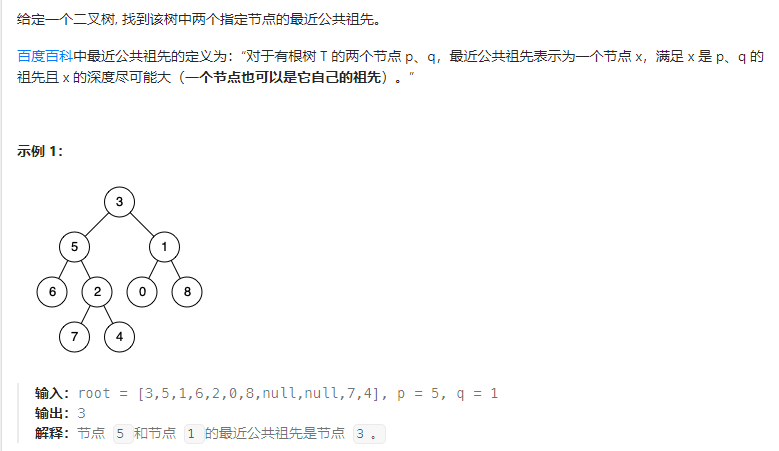 给定一个二叉树, 找到该树中两个指定节点的最近公共祖先。
百度百科中最近公共祖先的定义为：“对于有根树 T 的两个节点 p、q，最近公共祖先表示为一个节点 x，满足 x 是 p、q 的
祖先且 x 的深度尽可能大（一个节点也可以是它自己的祖先）。”
示例 1：
3
5 1
6 2 0 8
7 4
输入：root = [3,5,1,6,2,0,8,null,null,7,4], p = 5, q = 1
输出：3
解释：节点 5 和节点 1 的最近公共祖先是节点 3 。